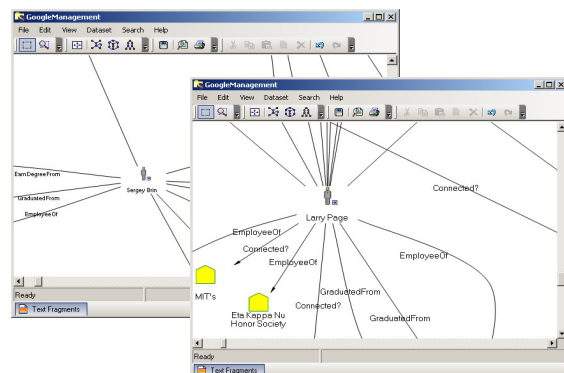 GoogleManagement
File Edit View Dataset Search Help
EarnDegreeFrom
GraduatedFrom
EmployeeOf
Sergey Brin
Ready
Text Fragments
GoogleManagement
File Edit View Dataset Search Help
Connected?
Larry Page
EmployeeOf
Connected?
EmployeeOf
EmployeeOf
MIT's
GraduatedFrom
Connected?
Eta Kappa Nu
Honor Society
GraduatedFrom
Ready
Text Fragments